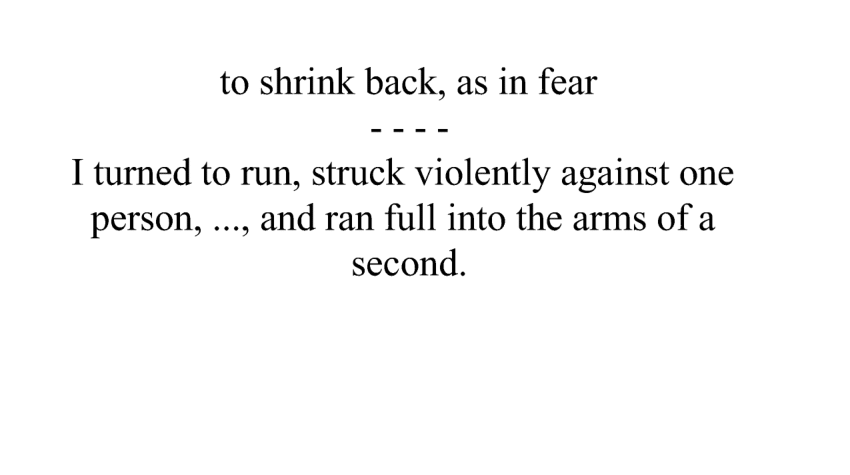 to shrink back, as in fear
- - - -
I turned to run, struck violently against one
person, ..., and ran full into the arms of a
second.